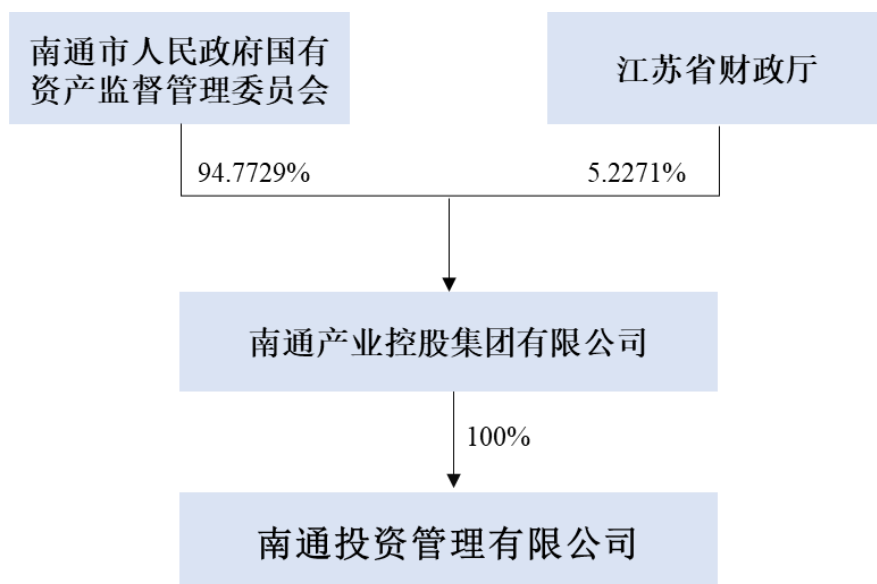 南通市人民政府国有
资产监督管理委员会
江苏省财政厅
94.7729%
5.2271%
南通产业控股集团有限公司
100%
南通投资管理有限公司